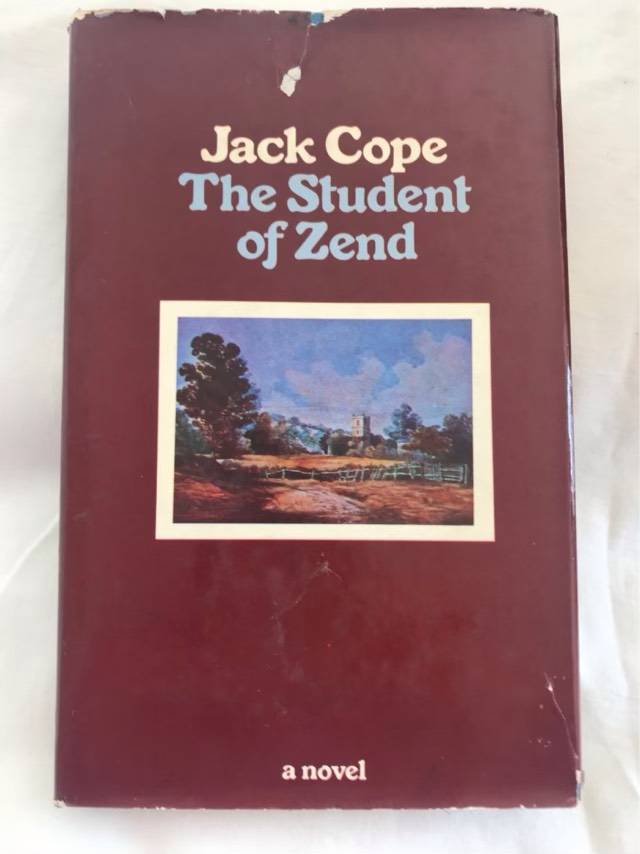 Jack Cope
The Student
of Zend
a novel